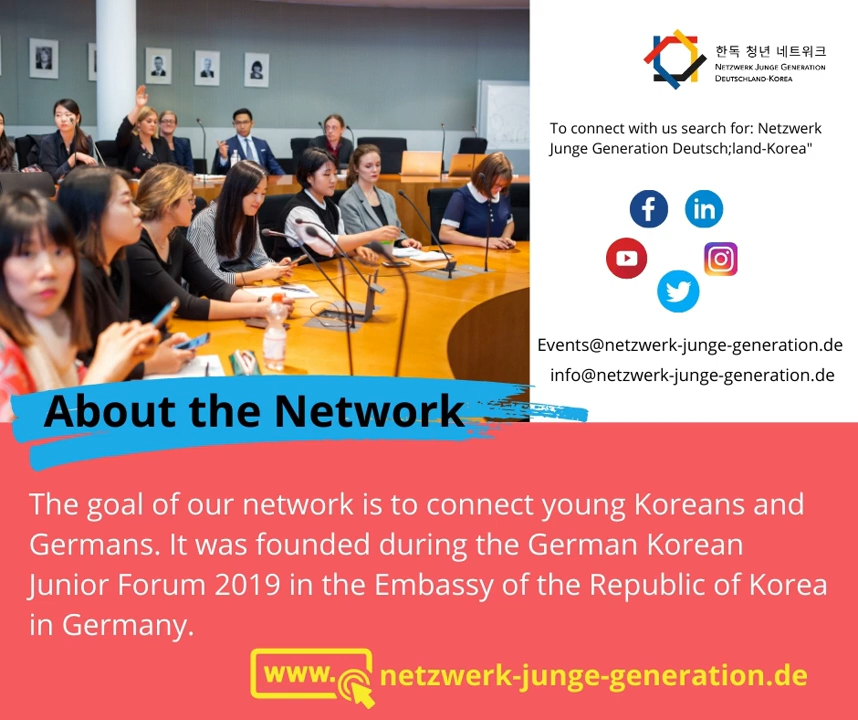 한독 청년 네트워크
Netzwerk Junge Generation
Deutschland-Korea
To connect with us search for: Netzwerk
Junge Generation Deutsch;land-Korea"
f
in
Events@netzwerk-junge-generation.de
info@netzwerk-junge-generation.de
About the Network
The goal of our network is to connect young Koreans and
Germans. It was founded during the German Korean
Junior Forum 2019 in the Embassy of the Republic of Korea
in Germany.
www. netzwerk-junge-generation.de